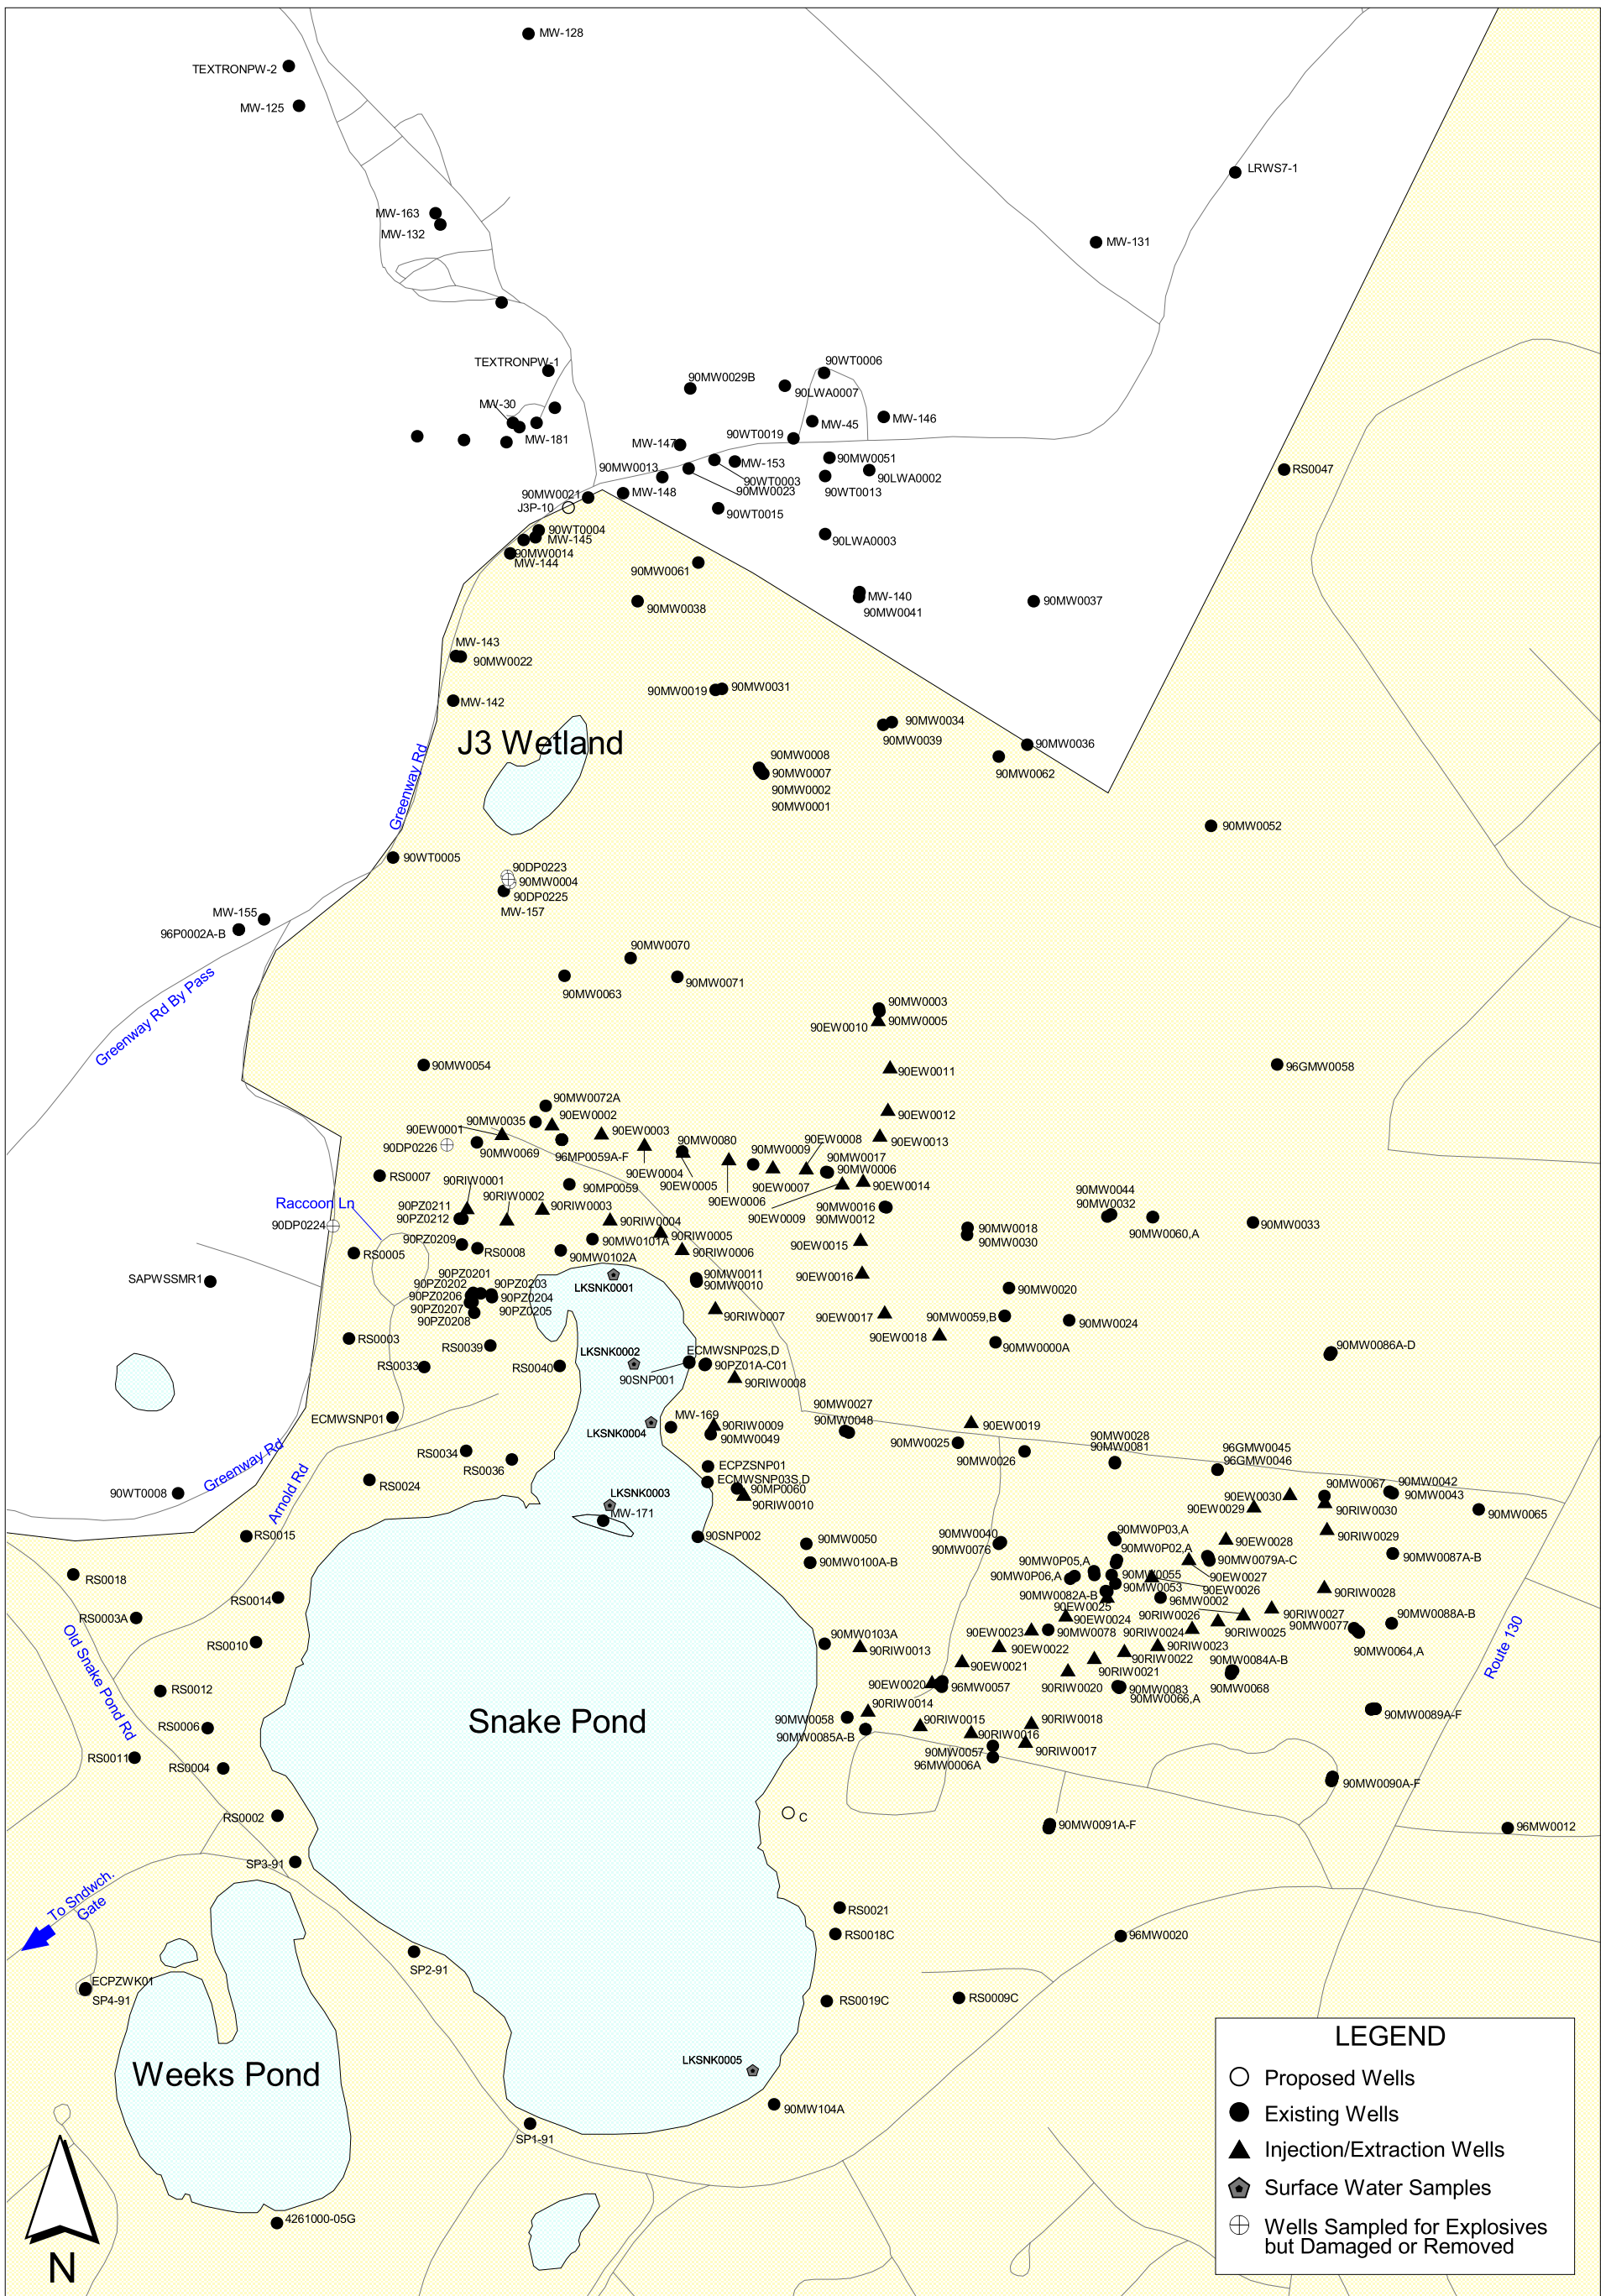 MW-128
TEXTRONPW-2
MW-125
LRWS7-1
MW-163
MW-132
MW-131
TEXTRONPW-1
90WT0006
90MW0029B
90LWA0007
MW-30
MW-45
MW-146
90WT0019
MW-181
MW-147
90MW0051
MW-153
90MW0013
90WT0003
90LWA0002
RS0047
90MW0023
90WT0013
90MW0021
MW-148
J3P-10
90WT0015
90WT0004
MW-145
90LWA0003
90MW0014
MW-144
90MW0061
MW-140
90MW0038
90MW0041
90MW0037
MW-143
90MW0022
90MW0019
90MW0031
MW-142
90MW0034
90MW0039
J3 Wetland
90MW0036
90MW0008
90MW0062
90MW0007
90MW0002
90MW0001
Greenway Rd
90MW0052
90WT0005
90DP0223
90MW0004
90DP0225
MW-157
MW-155
96P0002A-B
90MW0070
90MW0063
90MW0071
Greenway Rd By Pass
90MW0003
90EW0010
90MW0005
90MW0054
90EW0011
96GMW0058
90MW0072A
90MW0035
90EW0002
90EW0012
90EW0001
90EW0003
90EW0013
90DP0226
90MW0069
96MP0059A-F
90MW0080
90MW0009
90EW0008
90EW0004
90MW0017
90MW0006
RS0007
90RIW0001
90MP0059
90EW0005
90EW0007
90EW0014
90RIW0002
90EW0006
90MW0044
90MW0032
Raccoon Ln
90PZ0211
90RIW0003
90MW0016
90PZ0212
90RIW0004
90EW0009
90MW0012
90MW0060,A
90MW0033
90DP0224
90MW0018
90MW0030
90RIW0005
90PZ0209
RS0008
90MW0101A
90EW0015
RS0005
90MW0102A
90RIW0006
90PZ0201
90EW0016
SAPWSSMR1
90PZ0202
90PZ0203
LKSNK0001
90MW0011
90MW0010
90PZ0206
90PZ0204
90MW0020
90PZ0207
90PZ0205
90RIW0007
90EW0017
90MW0059,B
90PZ0208
90MW0024
RS0003
90EW0018
RS0039
90MW0000A
LKSNK0002
ECMWSNP02S,D
90MW0086A-D
RS0033
RS0040
90PZ01A-C01
90SNP001
90RIW0008
ECMWSNP01
MW-169
90MW0027
90MW0048
90RIW0009
90EW0019
LKSNK0004
90MW0049
90MW0025
90MW0028
90MW0081
RS0034
RS0036
90MW0026
96GMW0045
96GMW0046
ECPZSNP01
Greenway Rd
RS0024
ECMWSNP03S,D
90MW0067
90MW0042
90MW0043
90WT0008
Arnold Rd
LKSNK0003
90MP0060
90RIW0010
90EW0030
90EW0029
90RIW0030
90MW0065
MW-171
RS0015
90SNP002
90MW0050
90MW0040
90MW0076
90MW0P03,A
90EW0028
90RIW0029
90MW0100A-B
90MW0P02,A
90MW0P05,A
90MW0079A-C
90MW0087A-B
RS0018
90MW0P06,A
90MW0055
90EW0027
90MW0053
90EW0026
90RIW0028
RS0014
90MW0082A-B
96MW0002
90EW0025
RS0003A
90EW0024
90RIW0026
90RIW0027
90MW0088A-B
RS0010
90EW0023
90MW0078
90RIW0024
90RIW0025
90MW0077
90MW0103A
90RIW0013
90EW0022
90RIW0023
90MW0064,A
Old Snake Pond Rd
90EW0021
90RIW0022
90MW0084A-B
Route 130
90RIW0021
90EW0020
96MW0057
90RIW0020
90MW0083
90MW0068
RS0012
90MW0066,A
90RIW0014
90MW0089A-F
Snake Pond
RS0006
90MW0058
90RIW0015
90RIW0018
90MW0085A-B
90RIW0016
RS0011
90MW0057
90RIW0017
RS0004
96MW0006A
90MW0090A-F
RS0002
C
90MW0091A-F
96MW0012
SP3-91
To Sndwch.
Gate
RS0021
RS0018C
96MW0020
SP2-91
ECPZWK01
SP4-91
RS0019C
RS0009C
Weeks Pond
LKSNK0005
90MW104A
SP1-91
4261000-05G
N
LEGEND
Proposed Wells
Existing Wells
Injection/Extraction Wells
Surface Water Samples
Wells Sampled for Explosives
but Damaged or Removed